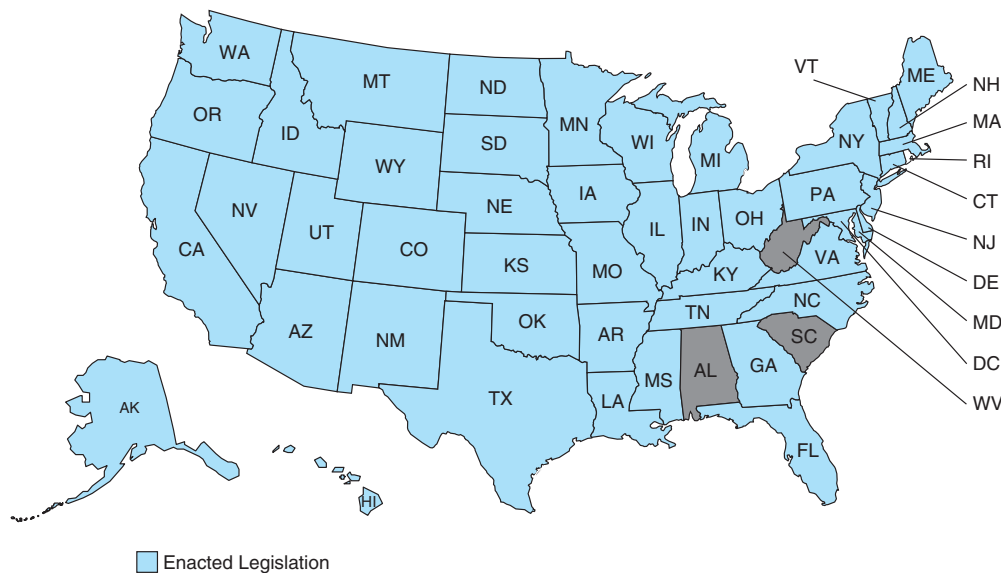 WA
MT
ND
MN
VT
ME
NH
OR
ID
SD
WI
MI
NY
MA
WY
RI
IA
PA
CT
NV
NE
IL
IN
OH
NJ
UT
CO
CA
KS
MO
KY
VA
DE
AZ
NM
OK
AR
TN
NC
MD
SC
DC
TX
LA
MS
AL
GA
WV
AK
FL
HI
Enacted Legislation